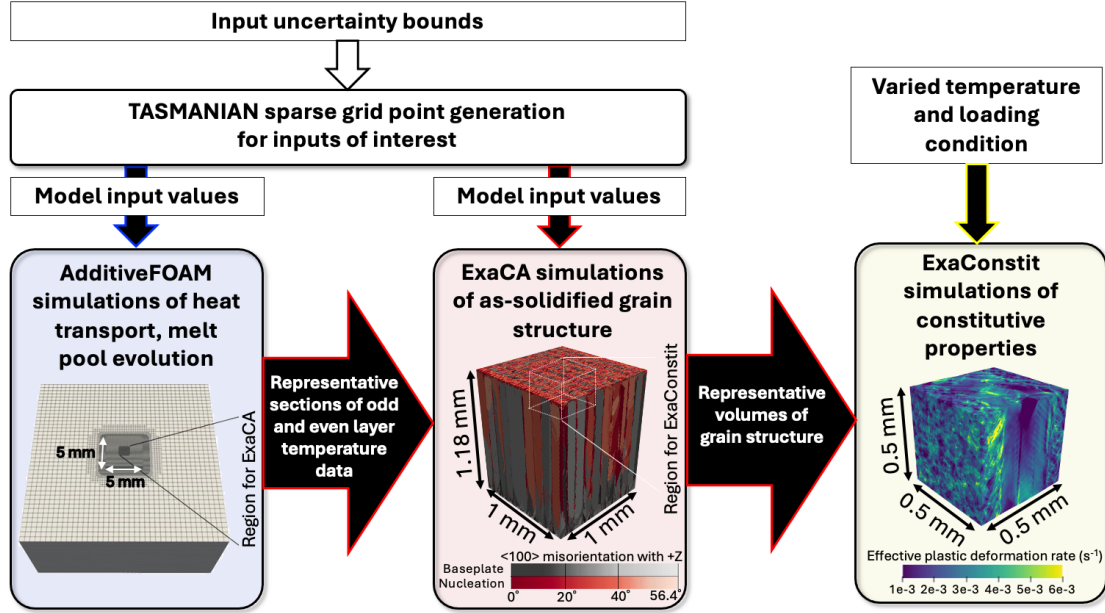 Input uncertainty bounds
TASMANIAN sparse grid point generation
for inputs of interest
Varied temperature
and loading
condition
Model input values
Model input values
AdditiveFOAM
simulations of heat
transport, melt
pool evolution
5 mm
5 mm
Region for ExaCA
Representative
sections of odd
and even layer
temperature
data
ExaCA simulations
of as-solidified grain
structure
1.18 mm
1 mm
1 mm
Region for ExaConstit
<100> misorientation with +Z
Baseplate
Nucleation
0° 20° 40° 56.4°
Representative
volumes of
grain structure
ExaConstit
simulations of
constitutive
properties
0.5 mm
0.5 mm
0.5 mm
Effective plastic deformation rate (s⁻¹)
1e-3 2e-3 3e-3 4e-3 5e-3 6e-3